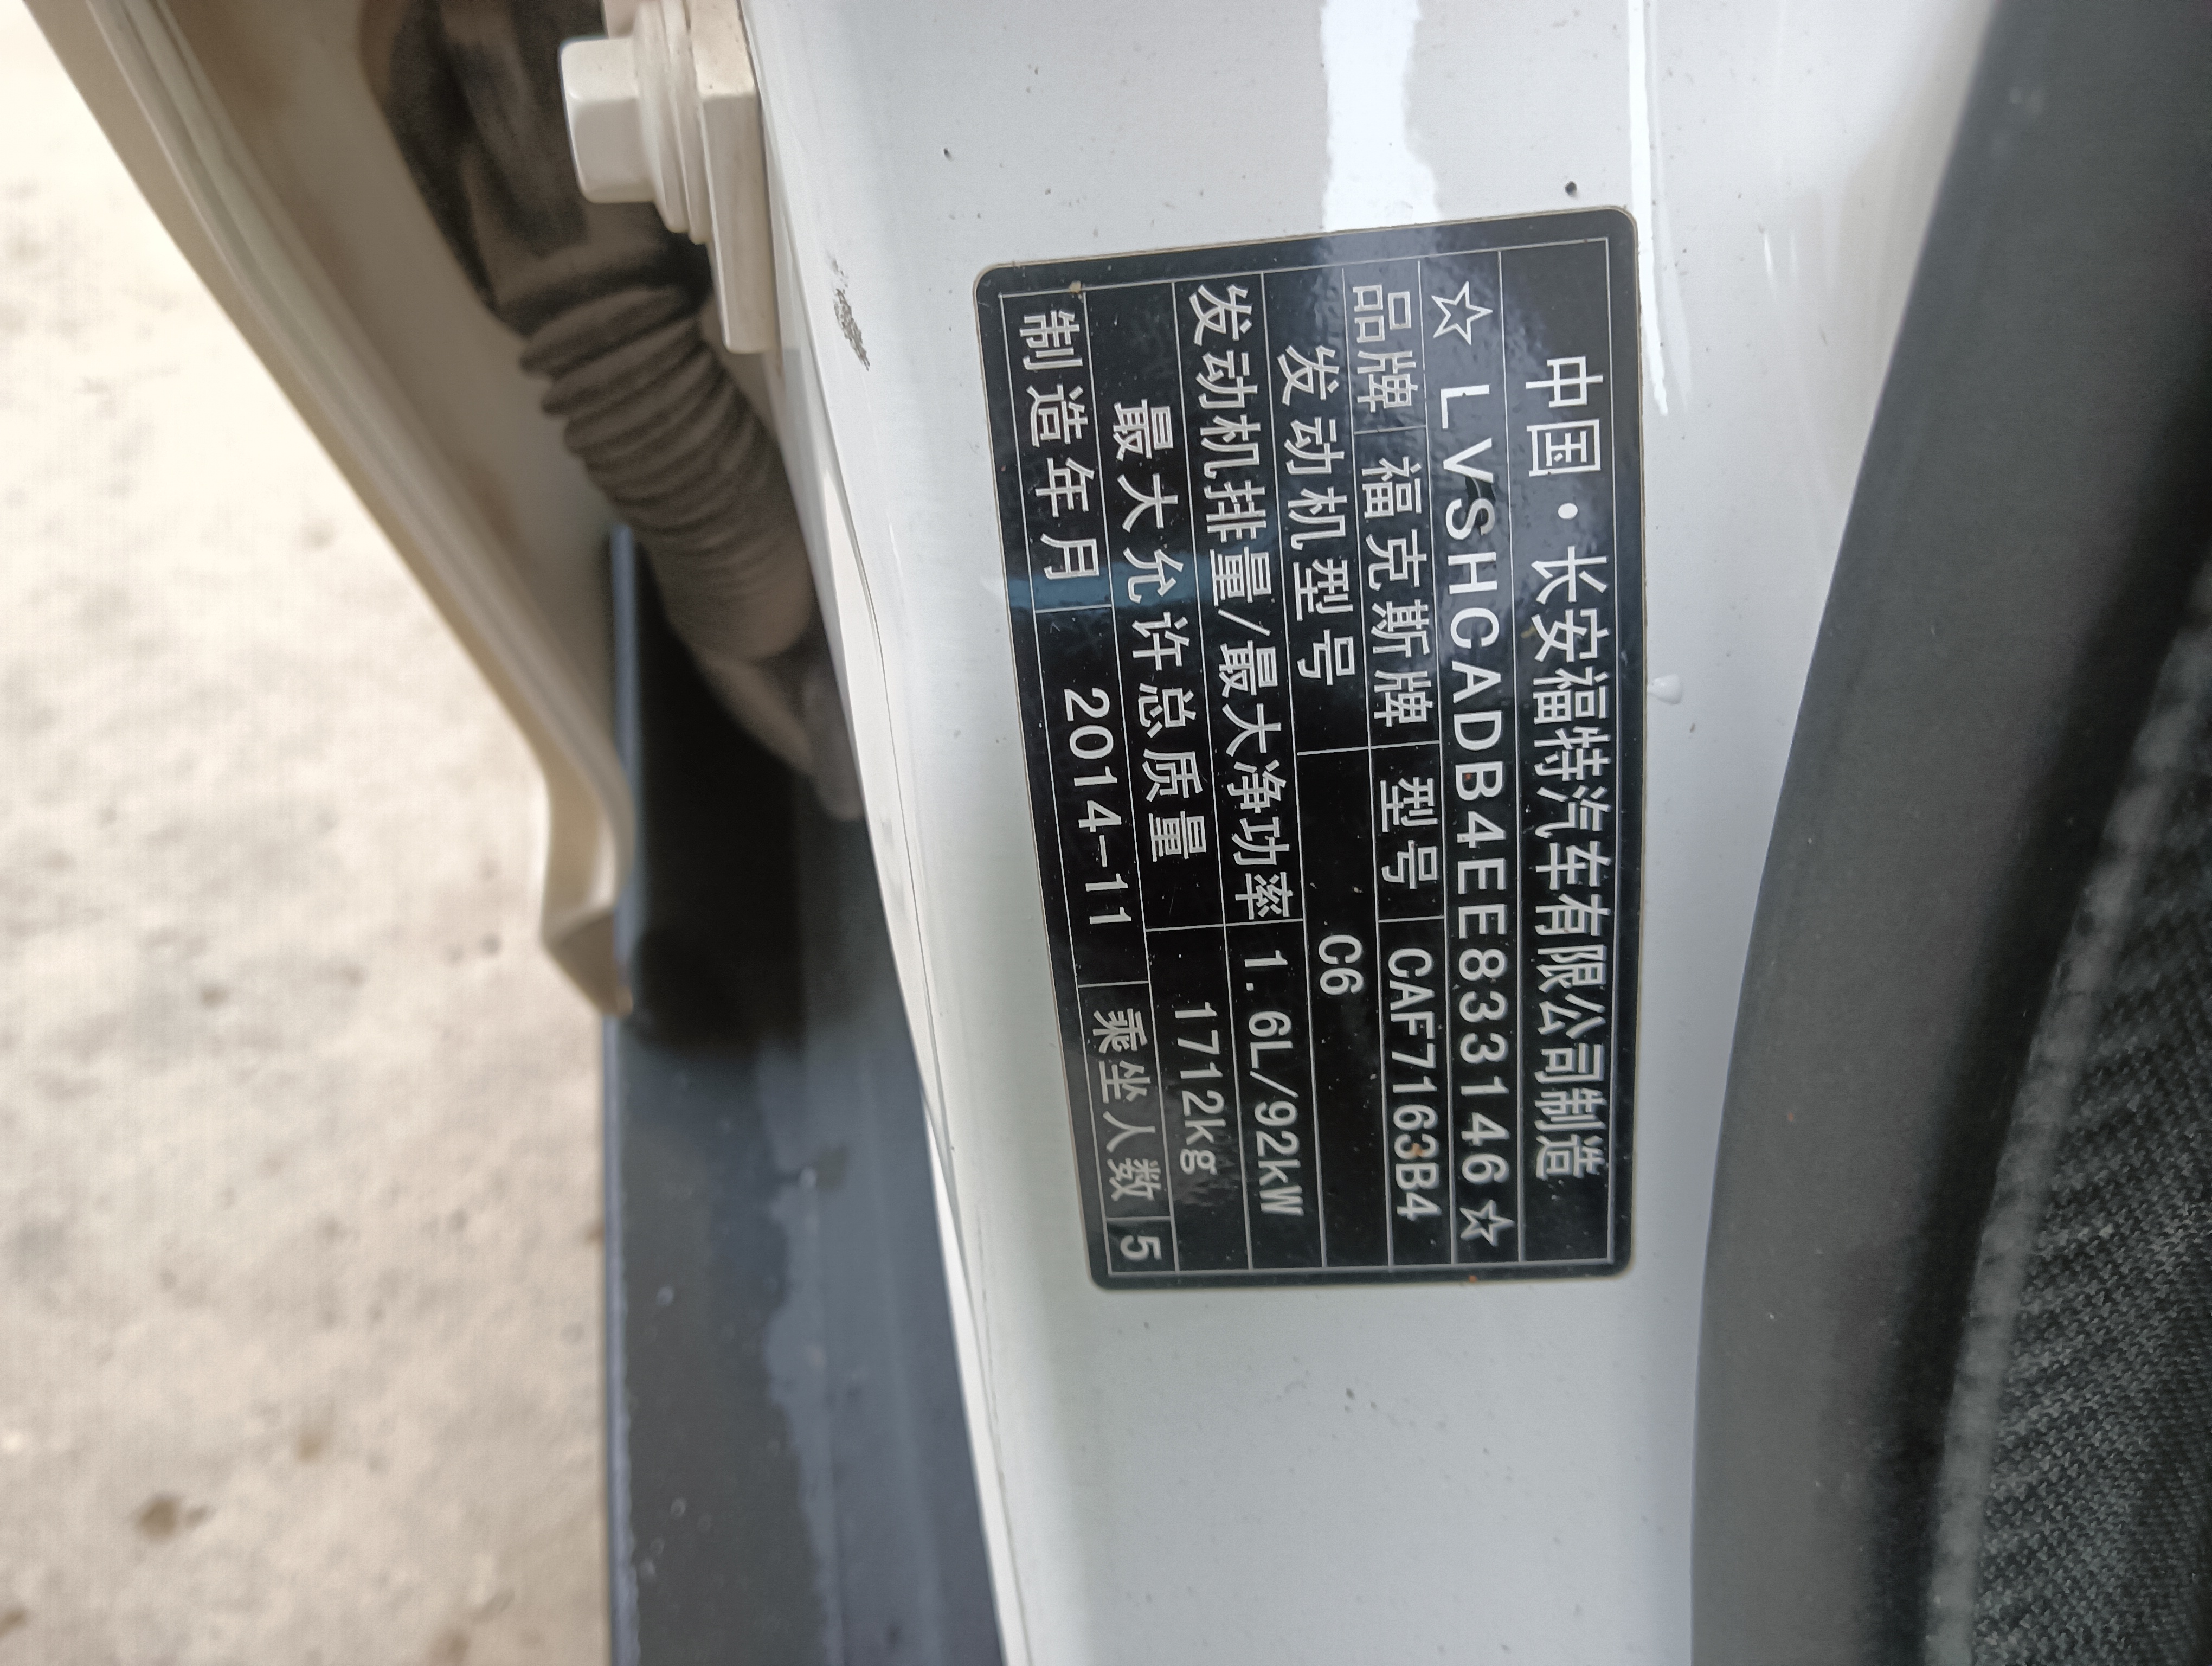 中国·长安福特汽车有限公司制造
☆LVSHCADB4EE833146☆
品牌 福克斯牌 型号 CAF7163B4
发动机型号 C6
发动机排量/最大净功率 1.6L/92kW
最大允许总质量 1712kg
制造年月 2014-11 乘坐人数 5